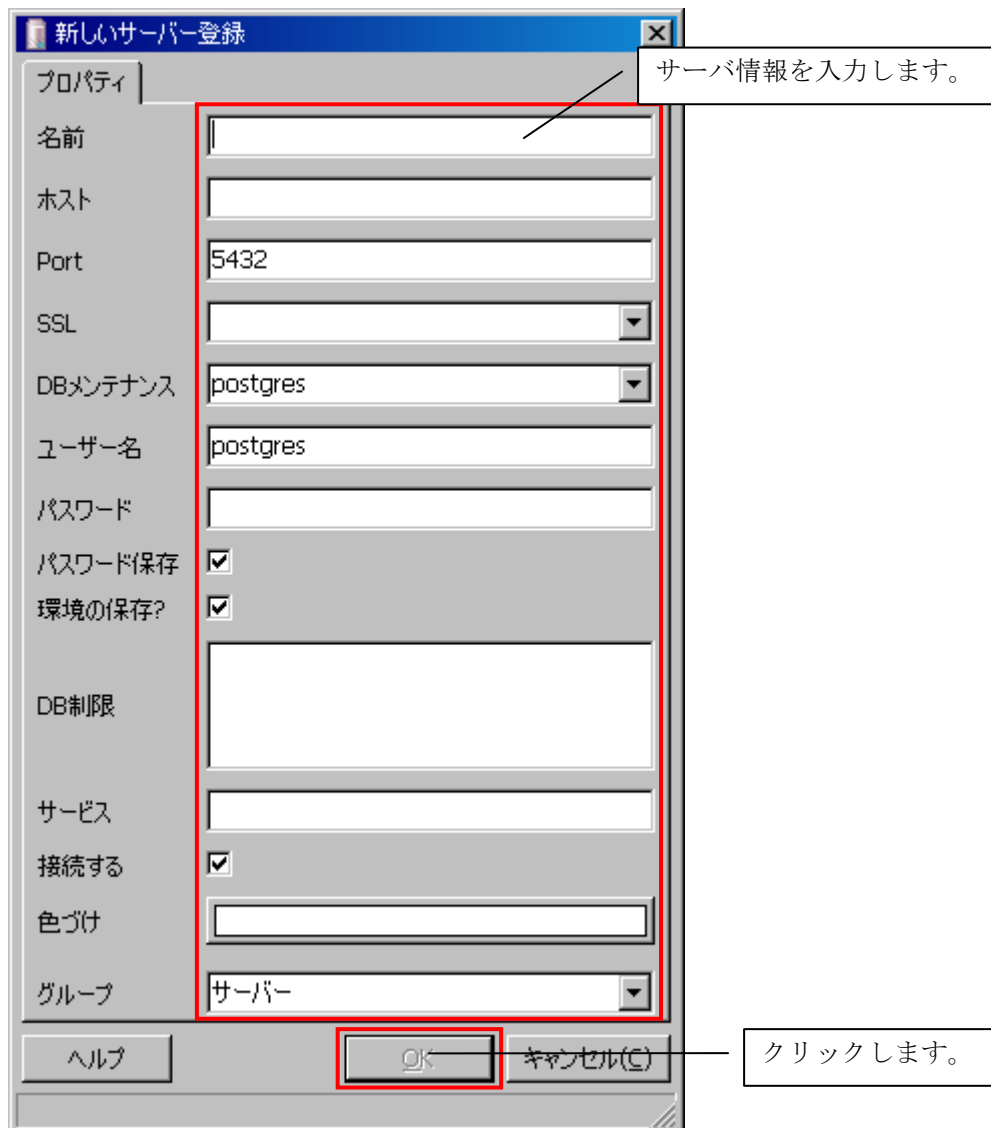 新しいサーバー登録
サーバ情報を入力します。
プロパティ
名前
ホスト
Port 5432
SSL
DBメンテナンス postgres
ユーザー名 postgres
パスワード
パスワード保存
環境の保存?
DB制限
サービス
接続する
色づけ
グループ サーバー
ヘルプ OK キャンセル(C) クリックします。